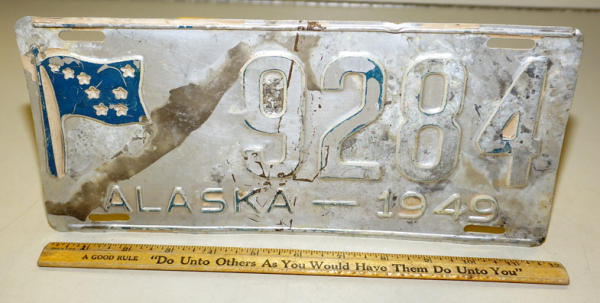 9284
ALASKA — 1949
A GOOD RULE "Do Unto Others As You Would Have Them Do Unto You"